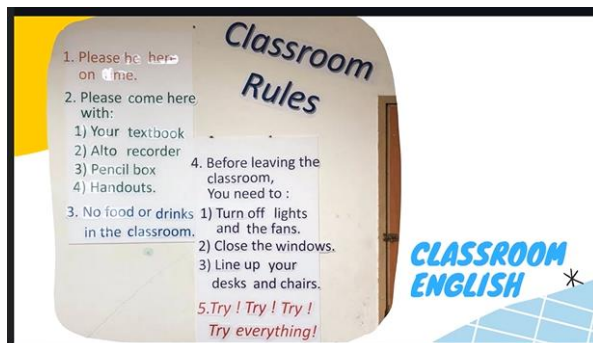 Classroom
Rules
1. Please be here
on time.
2. Please come here
with:
1) Your textbook
2) Alto recorder
3) Pencil box
4) Handouts.
3. No food or drinks
in the classroom.
4. Before leaving the
classroom,
You need to :
1) Turn off lights
and the fans.
2) Close the windows.
3) Line up your
desks and chairs.
5.Try ! Try ! Try !
Try everything!
CLASSROOM
ENGLISH